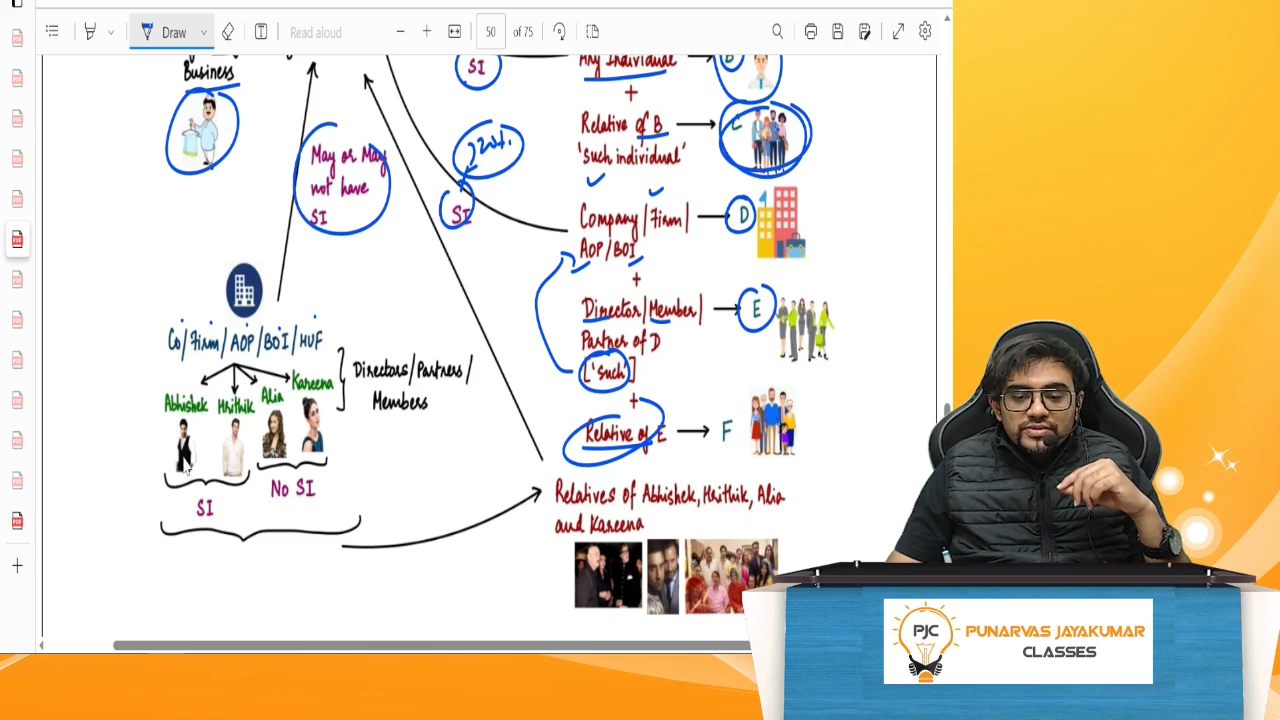 Draw
Read aloud
50
of 75
Business
SI
Any Individual
B
+
Relative of B
C
'such individual'
May or May
not have
SI
SI
Company/Firm/
D
AOP/BOI
+
Director/Member/
E
Partner of D
['such']
+
Relative of E
F
Co/Firm/AOP/BOI/HUF
Abhishek
Hrithik
Alia
Kareena
Directors/Partners/
Members
SI
No SI
Relatives of Abhishek, Hrithik, Alia
and Kareena
PJC
PUNARVAS JAYAKUMAR
CLASSES